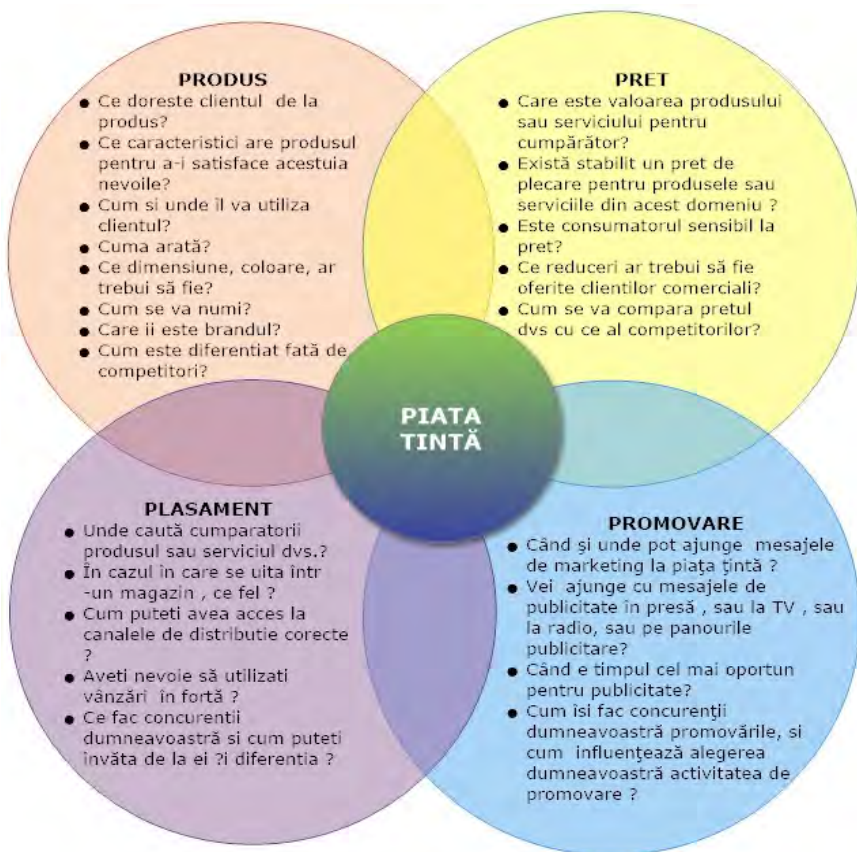 PRODUS
● Ce doreste clientul de la
produs?
● Ce caracteristici are produsul
pentru a-i satisface acestuia
nevoile?
● Cum si unde îl va utiliza
clientul?
● Cuma arată?
● Ce dimensiune, coloare, ar
trebui să fie?
● Cum se va numi?
● Care ii este brandul?
● Cum este diferentiat fată de
competitori?
PRET
● Care este valoarea produsului
sau serviciului pentru
cumpărător?
● Există stabilit un pret de
plecare pentru produsele sau
serviciile din acest domeniu ?
● Este consumatorul sensibil la
pret?
● Ce reduceri ar trebui să fie
oferite clientilor comerciali?
● Cum se va compara pretul
dvs cu ce al competitorilor?
PIATA
TINTĂ
PLASAMENT
● Unde caută cumparatorii
produsul sau serviciul dvs.?
● În cazul în care se uita într
-un magazin , ce fel ?
● Cum puteti avea acces la
canalele de distributie corecte
?
● Aveti nevoie să utilizati
vânzări în fortă ?
● Ce fac concurentii
dumneavoastră si cum puteti
învăta de la ei ?i diferentia ?
PROMOVARE
● Când şi unde pot ajunge mesajele
de marketing la piaţa ţintă ?
● Vei ajunge cu mesajele de
publicitate în presă , sau la TV , sau
la radio, sau pe panourile
publicitare?
● Când e timpul cel mai oportun
pentru publicitate?
● Cum îsi fac concurenţii
dumneavoastră promovările, si
cum influenţează alegerea
dumneavoastră activitatea de
promovare ?